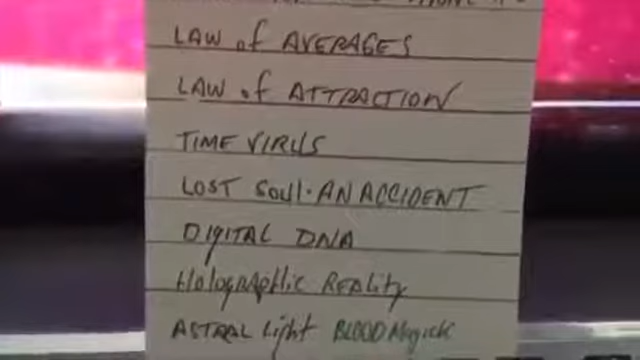 LAW of AVERAGES
LAW of ATTRACTION
TIME VIRUS
LOST SOUL. AN ACCIDENT
DIGITAL DNA
HologRAphic REALity
ASTRAL Light BLOOD Magick